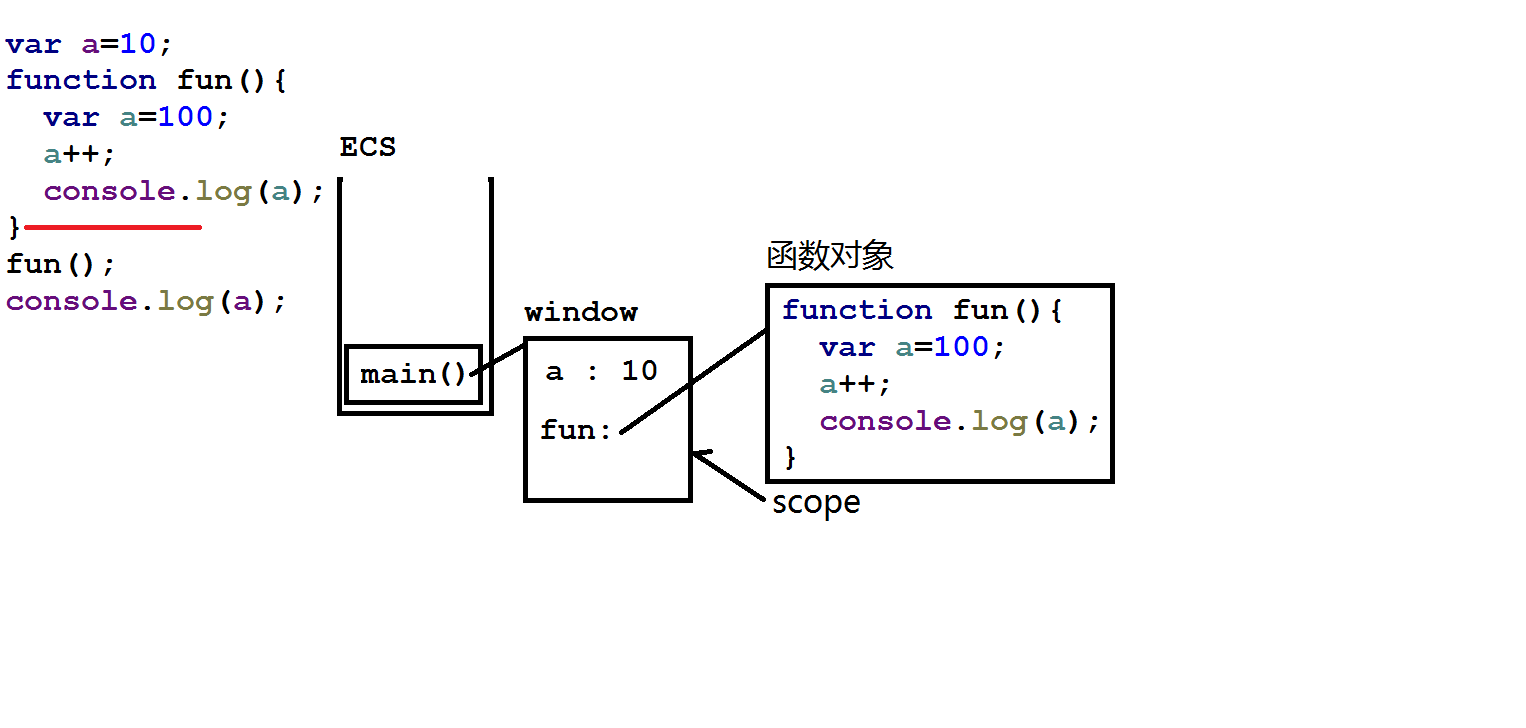 var a=10;
function fun(){
  var a=100;
  a++;
  console.log(a);
}
fun();
console.log(a);
ECS
main()
window
a : 10
fun:
函数对象
function fun(){
  var a=100;
  a++;
  console.log(a);
}
scope